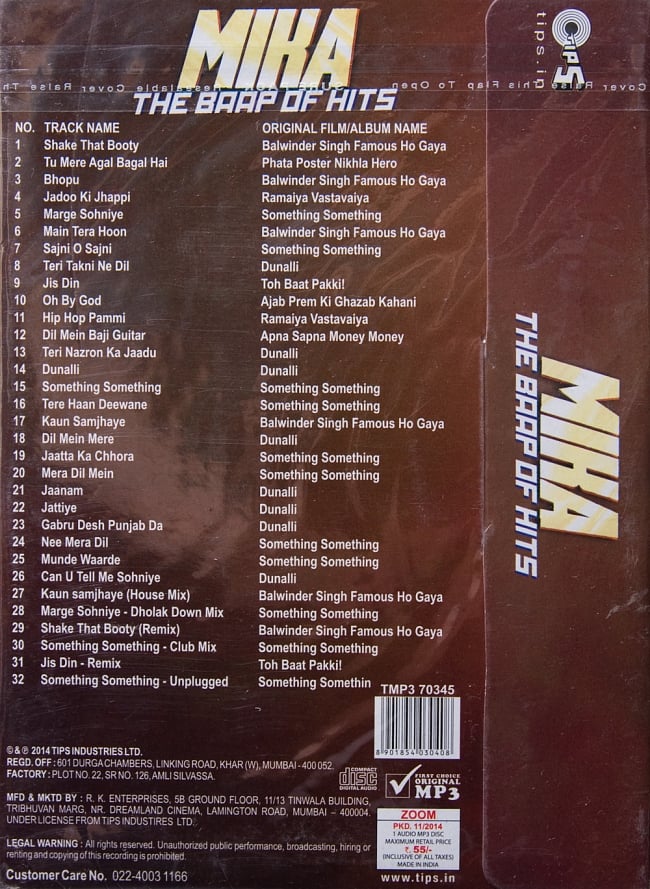 MIKA
THE BAAP OF HITS
TIPS
tips.in
NO. TRACK NAME ORIGINAL FILM/ALBUM NAME
1 Shake That Booty Balwinder Singh Famous Ho Gaya
2 Tu Mere Agal Bagal Hai Phata Poster Nikhla Hero
3 Bhopu Balwinder Singh Famous Ho Gaya
4 Jadoo Ki Jhappi Ramaiya Vastavaiya
5 Marge Sohniye Something Something
6 Main Tera Hoon Balwinder Singh Famous Ho Gaya
7 Sajni O Sajni Something Something
8 Teri Takni Ne Dil Dunalli
9 Jis Din Toh Baat Pakki!
10 Oh By God Ajab Prem Ki Ghazab Kahani
11 Hip Hop Pammi Ramaiya Vastavaiya
12 Dil Mein Baji Guitar Apna Sapna Money Money
13 Teri Nazron Ka Jaadu Dunalli
14 Dunalli Dunalli
15 Something Something Something Something
16 Tere Haan Deewane Something Something
17 Kaun Samjhaye Balwinder Singh Famous Ho Gaya
18 Dil Mein Mere Dunalli
19 Jaatta Ka Chhora Something Something
20 Mera Dil Mein Something Something
21 Jaanam Dunalli
22 Jattiye Dunalli
23 Gabru Desh Punjab Da Dunalli
24 Nee Mera Dil Something Something
25 Munde Waarde Something Something
26 Can U Tell Me Sohniye Dunalli
27 Kaun samjhaye (House Mix) Balwinder Singh Famous Ho Gaya
28 Marge Sohniye - Dholak Down Mix Something Something
29 Shake That Booty (Remix) Balwinder Singh Famous Ho Gaya
30 Something Something - Club Mix Something Something
31 Jis Din - Remix Toh Baat Pakki!
32 Something Something - Unplugged Something Somethin
TMP3 70345
8 901854 030408
© & ℗ 2014 TIPS INDUSTRIES LTD.
REGD. OFF : 601 DURGA CHAMBERS, LINKING ROAD, KHAR (W), MUMBAI - 400 052.
FACTORY : PLOT NO. 22, SR NO. 126, AMLI SILVASSA.
COMPACT
disc
DIGITAL AUDIO
FIRST CHOICE
ORIGINAL
MP3
MFD & MKTD BY : R. K. ENTERPRISES, 5B GROUND FLOOR, 11/13 TINWALA BUILDING,
TRIBHUVAN MARG, NR. DREAMLAND CINEMA, LAMINGTON ROAD, MUMBAI – 400004.
UNDER LICENSE FROM TIPS INDUSTIRES LTD.
ZOOM
PKD. 11/2014
1 AUDIO MP3 DISC
MAXIMUM RETAIL PRICE
₹. 55/-
(INCLUSIVE OF ALL TAXES)
MADE IN INDIA
LEGAL WARNING : All rights reserved. Unauthorized public performance, broadcasting, hiring or
renting and copying of this recording is prohibited.
Customer Care No. 022-4003 1166
www.tips.in
MIKA
THE BAAP OF HITS